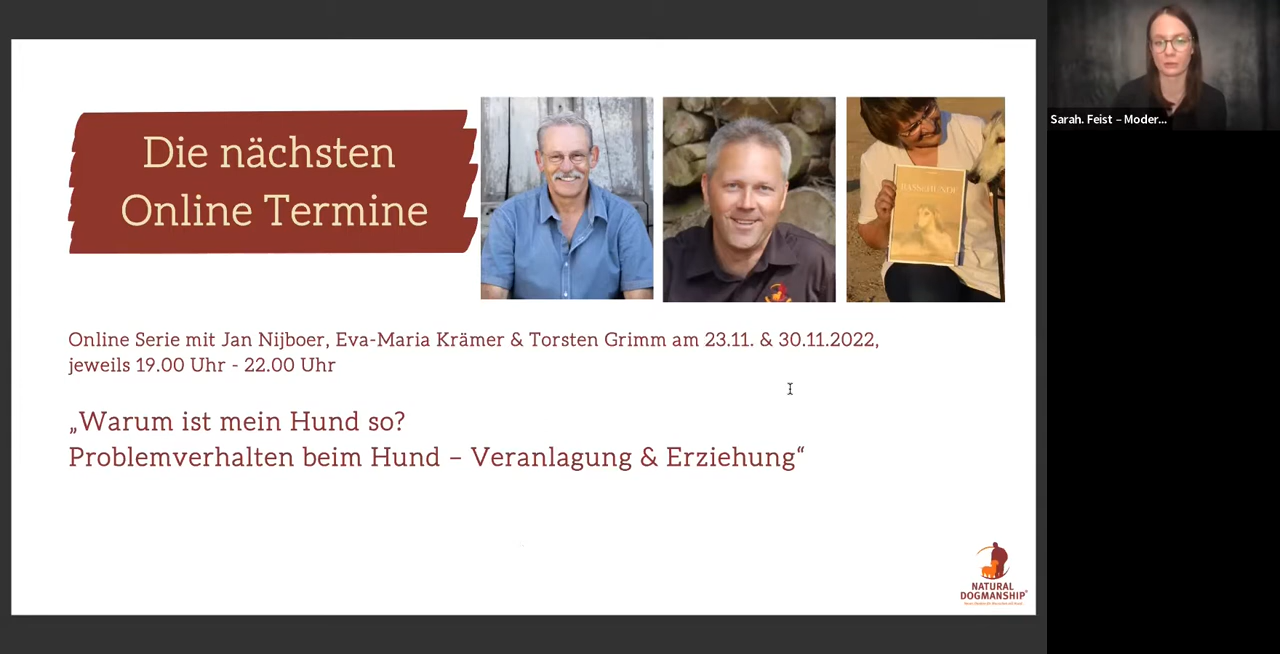 Die nächsten
Online Termine
RASSEHUNDE
Online Serie mit Jan Nijboer, Eva-Maria Krämer & Torsten Grimm am 23.11. & 30.11.2022,
jeweils 19.00 Uhr - 22.00 Uhr
„Warum ist mein Hund so?
Problemverhalten beim Hund – Veranlagung & Erziehung“
NATURAL
DOGMANSHIP®
Sarah. Feist – Moder...